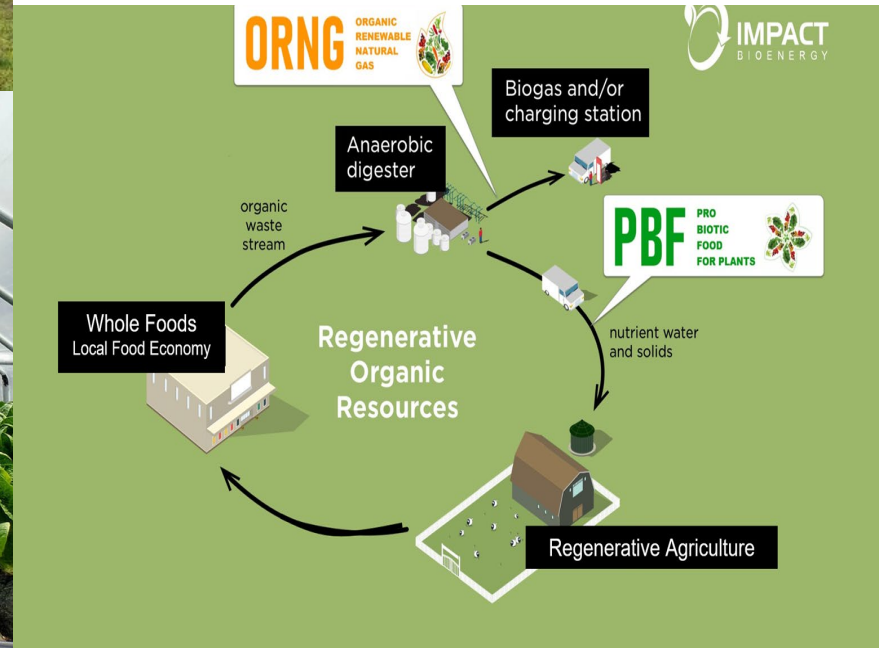 ORNG
ORGANIC
RENEWABLE
NATURAL
GAS
IMPACT
BIOENERGY
Biogas and/or
charging station
Anaerobic
digester
organic
waste
stream
PBF
PRO
BIOTIC
FOOD
FOR PLANTS
Whole Foods
Local Food Economy
Regenerative
Organic
Resources
nutrient water
and solids
Regenerative Agriculture